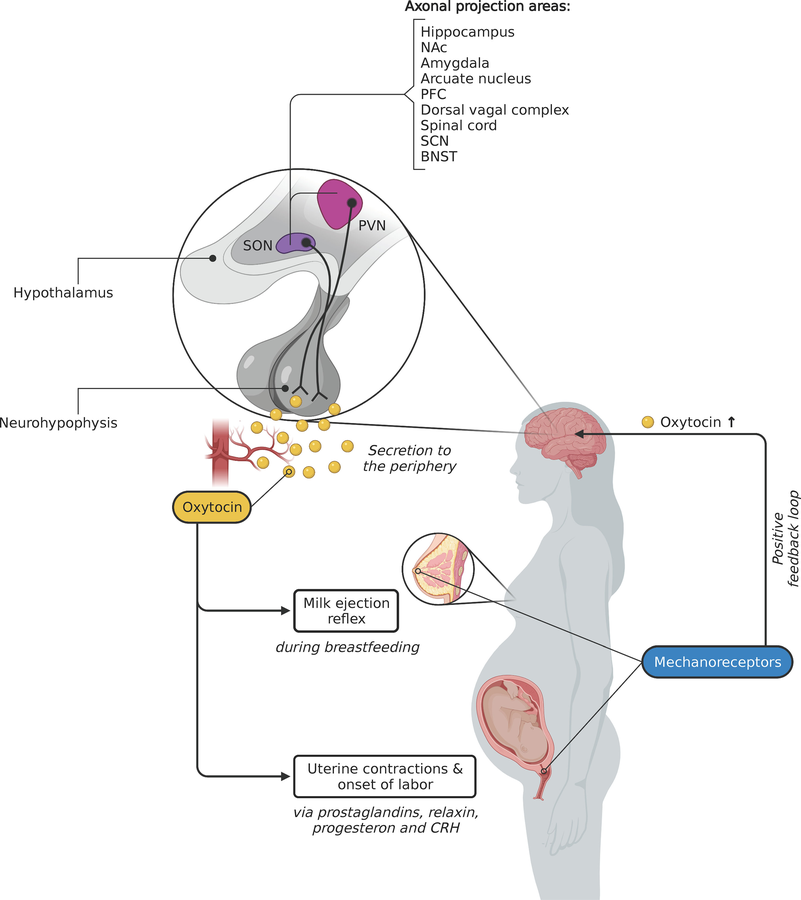 Axonal projection areas:
Hippocampus
NAc
Amygdala
Arcuate nucleus
PFC
Dorsal vagal complex
Spinal cord
SCN
BNST
PVN
SON
Hypothalamus
Neurohypophysis
Oxytocin ↑
Secretion to
the periphery
Oxytocin
Positive
feedback loop
Milk ejection
reflex
during breastfeeding
Mechanoreceptors
Uterine contractions &
onset of labor
via prostaglandins, relaxin,
progesteron and CRH